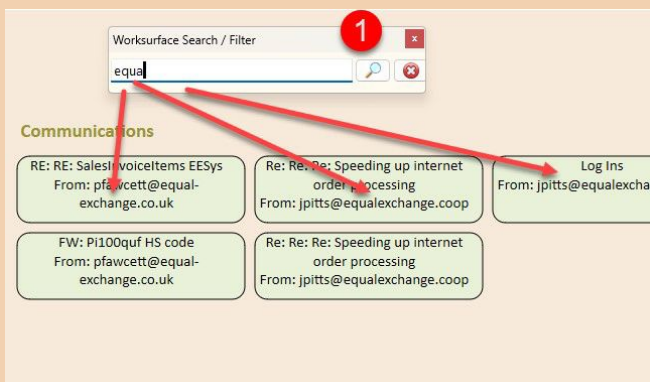 Worksurface Search / Filter
1
x
equa
Communications
RE: RE: SalesInvoiceItems EESys
From: pfawcett@equal-
exchange.co.uk
Re: Re: Re: Speeding up internet
order processing
From: jpitts@equalexchange.coop
Log Ins
From: jpitts@equalexcha
FW: Pi100quf HS code
From: pfawcett@equal-
exchange.co.uk
Re: Re: Re: Speeding up internet
order processing
From: jpitts@equalexchange.coop